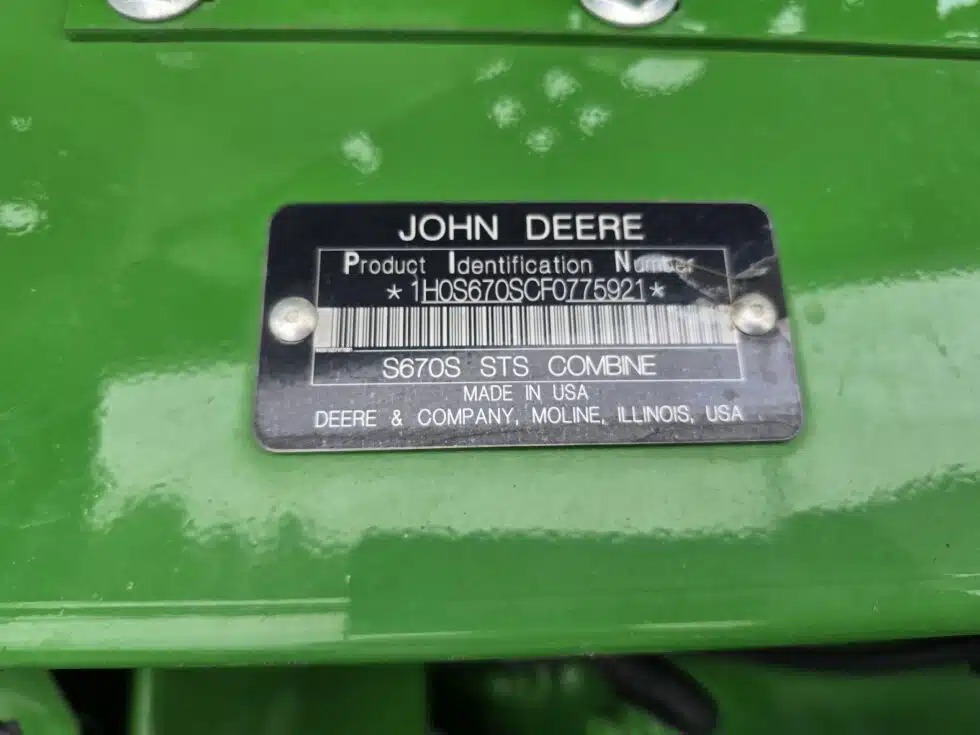 JOHN DEERE
Product Identification Number
*1H0S670SCF0775921*
S670S STS COMBINE
MADE IN USA
DEERE & COMPANY, MOLINE, ILLINOIS, USA